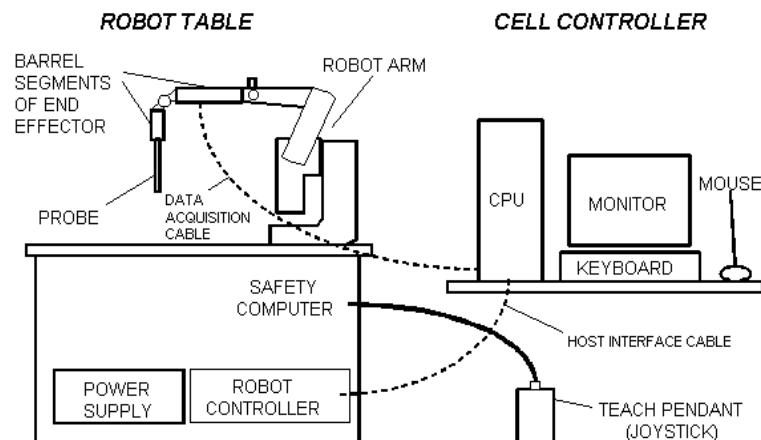 ROBOT TABLE
CELL CONTROLLER
BARREL
SEGMENTS
OF END
EFFECTOR
ROBOT ARM
PROBE
DATA
ACQUISITION
CABLE
CPU
MONITOR
MOUSE
KEYBOARD
SAFETY
COMPUTER
HOST INTERFACE CABLE
POWER
SUPPLY
ROBOT
CONTROLLER
TEACH PENDANT
(JOYSTICK)